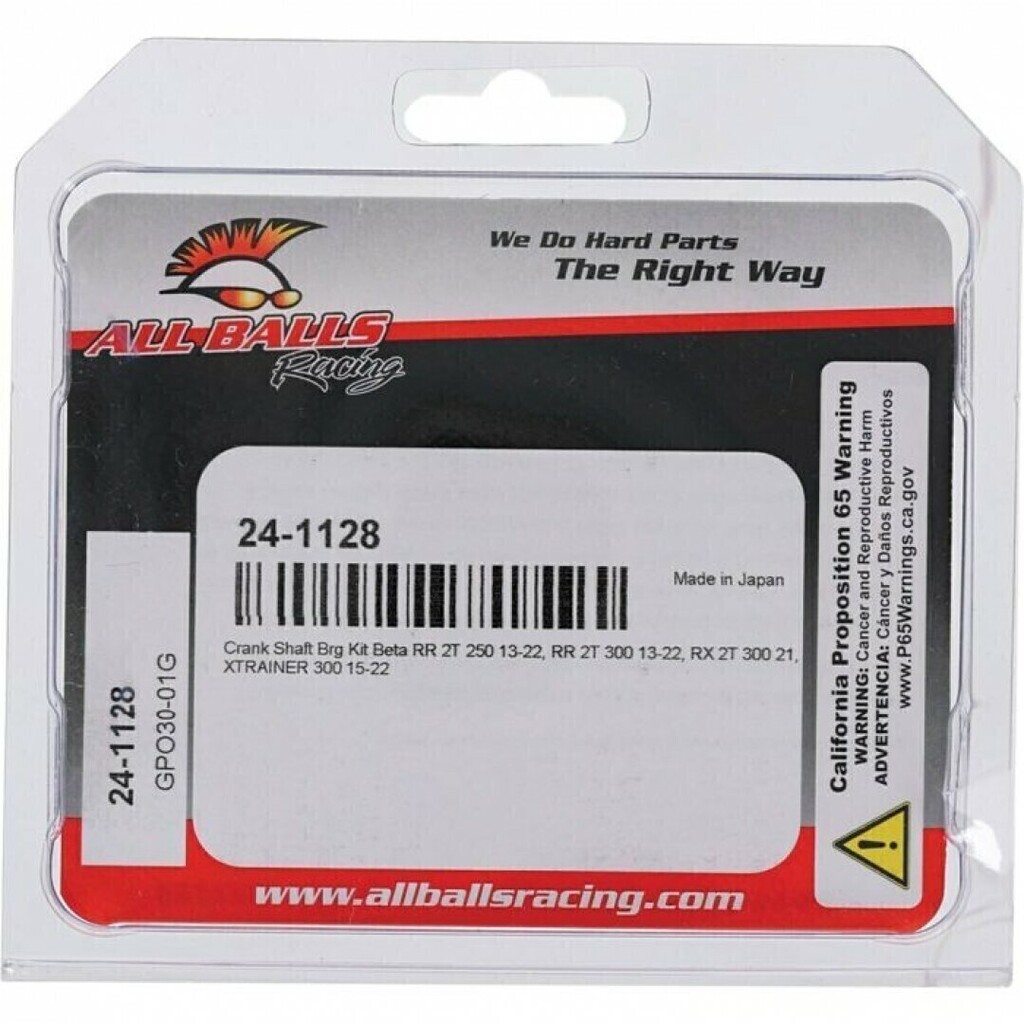 We Do Hard Parts
The Right Way
ALL BALLS
Racing
24-1128
Made in Japan
Crank Shaft Brg Kit Beta RR 2T 250 13-22, RR 2T 300 13-22, RX 2T 300 21,
XTRAINER 300 15-22
24-1128
GPO30-01G
California Proposition 65 Warning
WARNING: Cancer and Reproductive Harm
ADVERTENCIA: Cáncer y Daños Reproductivos
www.P65Warnings.ca.gov
www.allballsracing.com